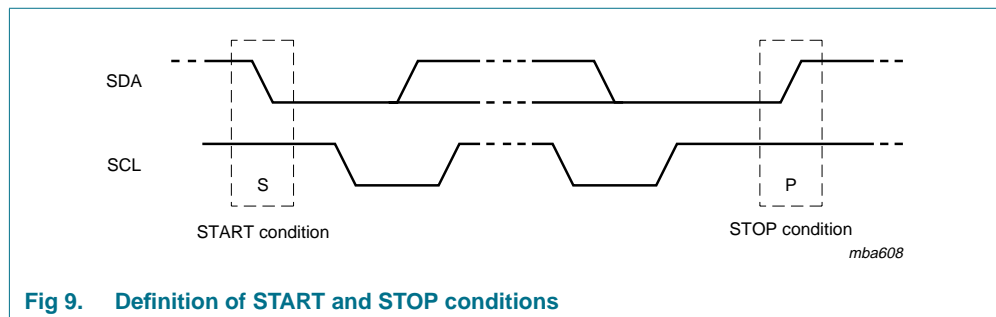 SDA
SCL
S
P
START condition
STOP condition
mba608
Fig 9. Definition of START and STOP conditions